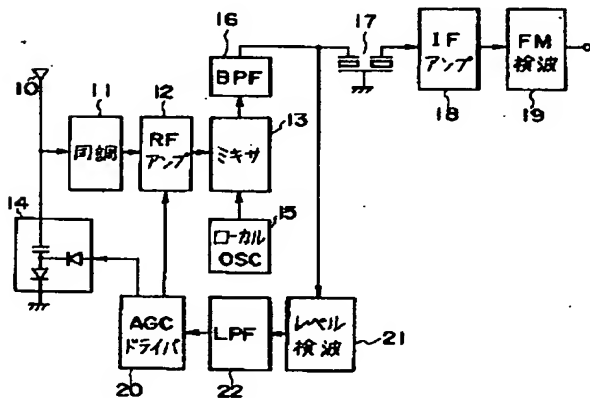 10
11
同調
12
RF
アンプ
13
ミキサ
14
15
ローカル
OSC
16
BPF
17
18
IF
アンプ
19
FM
検波
20
AGC
ドライバ
22
LPF
21
レベル
検波